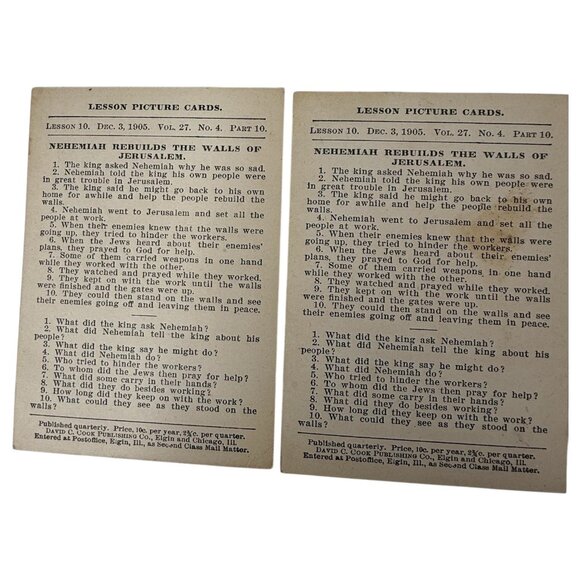 LESSON PICTURE CARDS.
LESSON 10. DEC. 3, 1905. VOL. 27. NO. 4. PART 10.
NEHEMIAH REBUILDS THE WALLS OF
JERUSALEM.
1. The king asked Nehemiah why he was so sad.
2. Nehemiah told the king his own people were
in great trouble in Jerusalem.
3. The king said he might go back to his own
home for awhile and help the people rebuild the
walls.
4. Nehemiah went to Jerusalem and set all the
people at work.
5. When their enemies knew that the walls were
going up, they tried to hinder the workers.
6. When the Jews heard about their enemies'
plans, they prayed to God for help.
7. Some of them carried weapons in one hand
while they worked with the other.
8. They watched and prayed while they worked.
9. They kept on with the work until the walls
were finished and the gates were up.
10. They could then stand on the walls and see
their enemies going off and leaving them in peace.
1. What did the king ask Nehemiah?
2. What did Nehemiah tell the king about his
people?
3. What did the king say he might do?
4. What did Nehemiah do?
5. Who tried to hinder the workers?
6. To whom did the Jews then pray for help?
7. What did some carry in their hands?
8. What did they do besides working?
9. How long did they keep on with the work?
10. What could they see as they stood on the
walls?
Published quarterly. Price, 10c. per year, 2½c. per quarter.
DAVID C. COOK PUBLISHING CO., Elgin and Chicago, Ill.
Entered at Postoffice, Elgin, Ill., as Second Class Mail Matter.
LESSON PICTURE CARDS.
LESSON 10. DEC. 3, 1905. VOL. 27. NO. 4. PART 10.
NEHEMIAH REBUILDS THE WALLS OF
JERUSALEM.
1. The king asked Nehemiah why he was so sad.
2. Nehemiah told the king his own people were
in great trouble in Jerusalem.
3. The king said he might go back to his own
home for awhile and help the people rebuild the
walls.
4. Nehemiah went to Jerusalem and set all the
people at work.
5. When their enemies knew that the walls were
going up, they tried to hinder the workers.
6. When the Jews heard about their enemies'
plans, they prayed to God for help.
7. Some of them carried weapons in one hand
while they worked with the other.
8. They watched and prayed while they worked.
9. They kept on with the work until the walls
were finished and the gates were up.
10. They could then stand on the walls and see
their enemies going off and leaving them in peace.
1. What did the king ask Nehemiah?
2. What did Nehemiah tell the king about his
people?
3. What did the king say he might do?
4. What did Nehemiah do?
5. Who tried to hinder the workers?
6. To whom did the Jews then pray for help?
7. What did some carry in their hands?
8. What did they do besides working?
9. How long did they keep on with the work?
10. What could they see as they stood on the
walls?
Published quarterly. Price, 10c. per year, 2½c. per quarter.
DAVID C. COOK PUBLISHING CO., Elgin and Chicago, Ill.
Entered at Postoffice, Elgin, Ill., as Second Class Mail Matter.